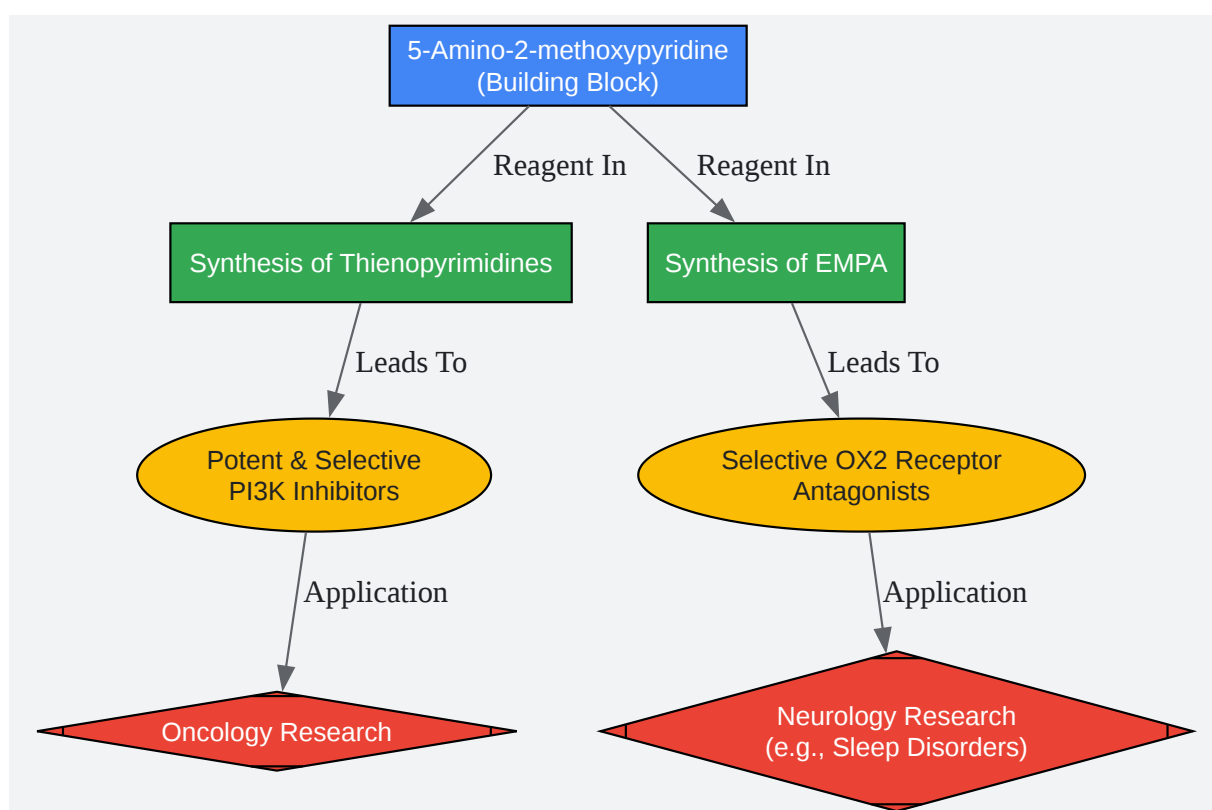 5-Amino-2-methoxypyridine
(Building Block)
Reagent In
Reagent In
Synthesis of Thienopyrimidines
Synthesis of EMPA
Leads To
Leads To
Potent & Selective
PI3K Inhibitors
Selective OX2 Receptor
Antagonists
Application
Application
Oncology Research
Neurology Research
(e.g., Sleep Disorders)